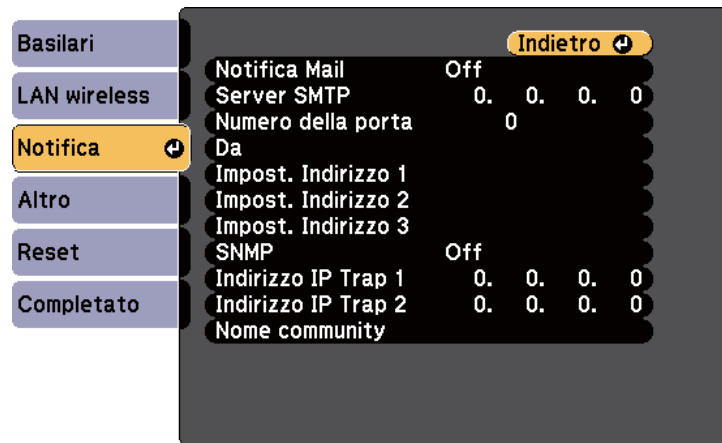 Basilari
LAN wireless
Notifica
Altro
Reset
Completato
Indietro
Notifica Mail Off
Server SMTP 0. 0. 0. 0
Numero della porta 0
Da
Impost. Indirizzo 1
Impost. Indirizzo 2
Impost. Indirizzo 3
SNMP Off
Indirizzo IP Trap 1 0. 0. 0. 0
Indirizzo IP Trap 2 0. 0. 0. 0
Nome community